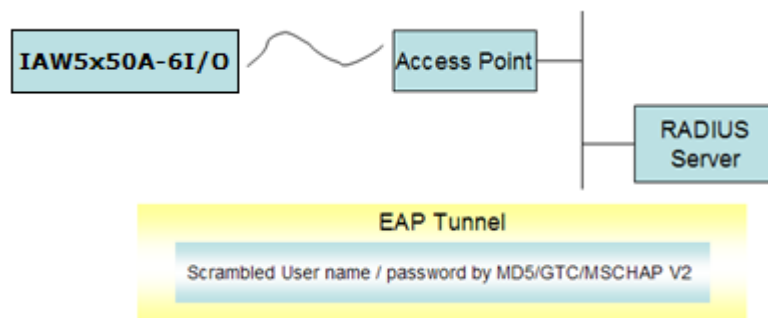 IAW5x50A-6I/O
Access Point
RADIUS
Server
EAP Tunnel
Scrambled User name / password by MD5/GTC/MSCHAP V2